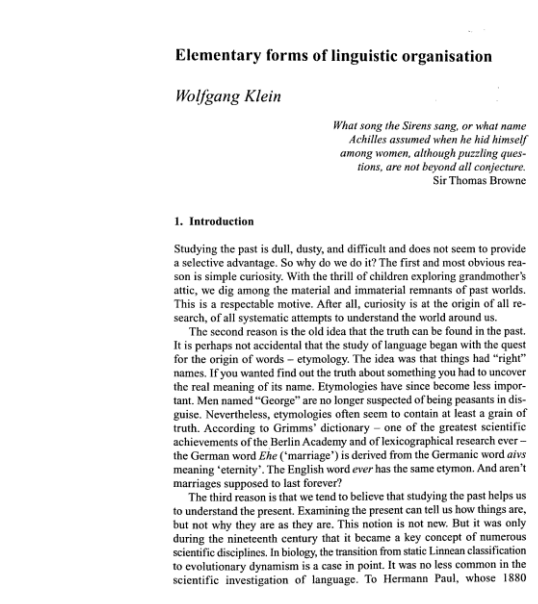 Elementary forms of linguistic organisation
Wolfgang Klein
What song the Sirens sang, or what name
Achilles assumed when he hid himself
among women, although puzzling ques-
tions, are not beyond all conjecture.
Sir Thomas Browne
1. Introduction
Studying the past is dull, dusty, and difficult and does not seem to provide
a selective advantage. So why do we do it? The first and most obvious rea-
son is simple curiosity. With the thrill of children exploring grandmother's
attic, we dig among the material and immaterial remnants of past worlds.
This is a respectable motive. After all, curiosity is at the origin of all re-
search, of all systematic attempts to understand the world around us.
The second reason is the old idea that the truth can be found in the past.
It is perhaps not accidental that the study of language began with the quest
for the origin of words – etymology. The idea was that things had “right”
names. If you wanted find out the truth about something you had to uncover
the real meaning of its name. Etymologies have since become less impor-
tant. Men named “George” are no longer suspected of being peasants in dis-
guise. Nevertheless, etymologies often seem to contain at least a grain of
truth. According to Grimms' dictionary – one of the greatest scientific
achievements of the Berlin Academy and of lexicographical research ever –
the German word Ehe (‘marriage’) is derived from the Germanic word aivs
meaning ‘eternity’. The English word ever has the same etymon. And aren't
marriages supposed to last forever?
The third reason is that we tend to believe that studying the past helps us
to understand the present. Examining the present can tell us how things are,
but not why they are as they are. This notion is not new. But it was only
during the nineteenth century that it became a key concept of numerous
scientific disciplines. In biology, the transition from static Linnean classification
to evolutionary dynamism is a case in point. It was no less common in the
scientific investigation of language. To Hermann Paul, whose 1880